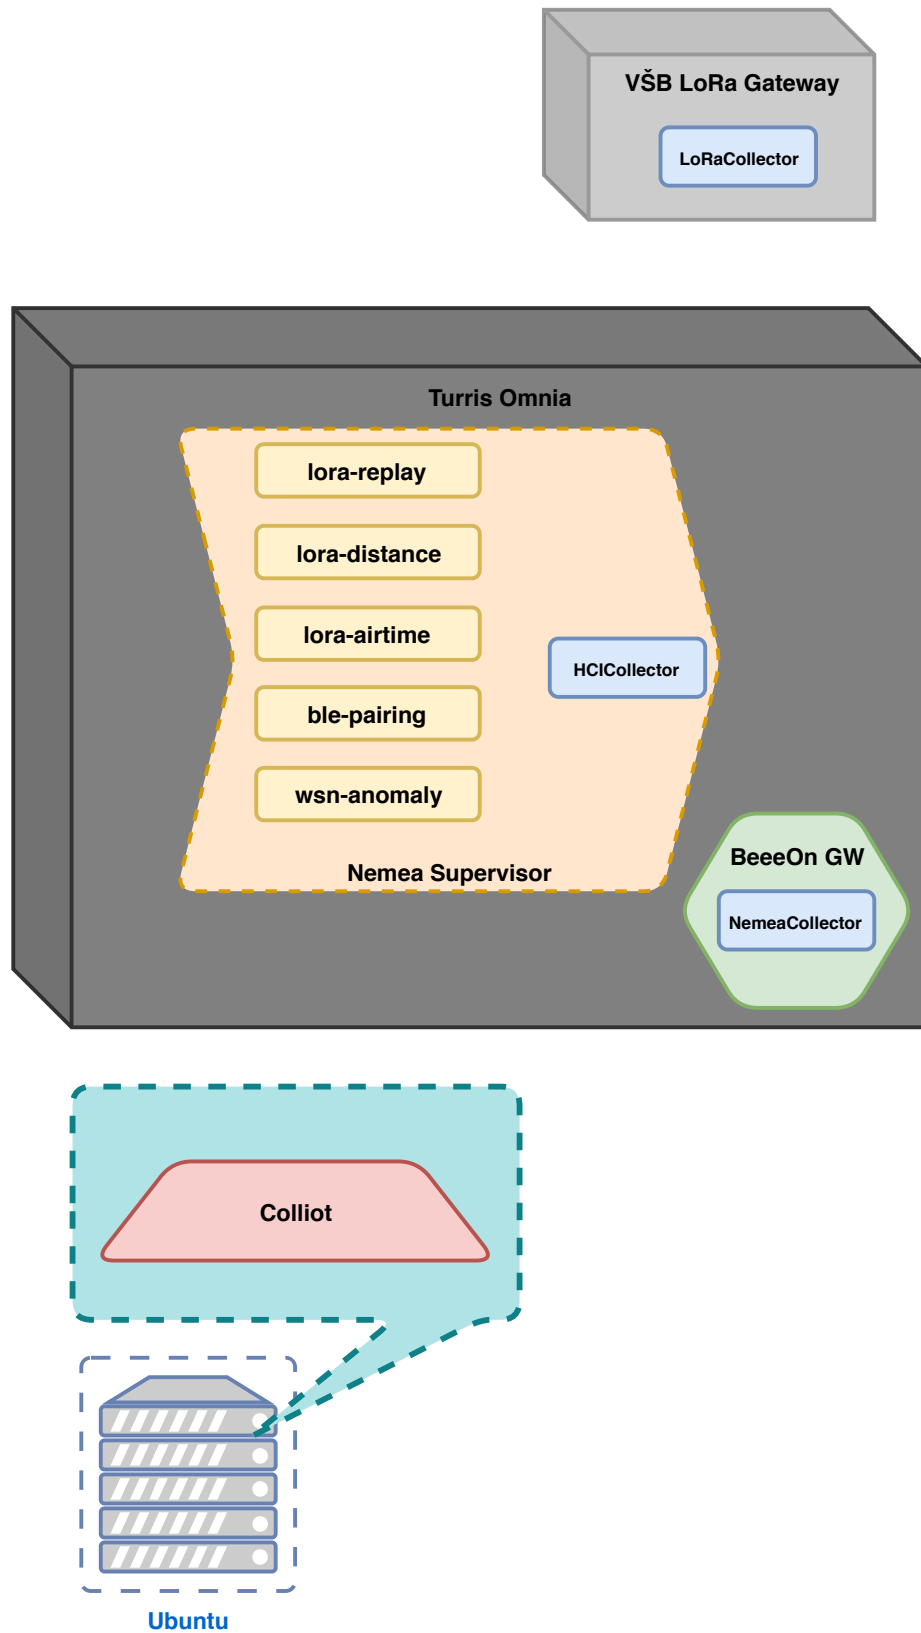 VŠB LoRa Gateway
LoRaCollector
Turris Omnia
lora-replay
lora-distance
lora-airtime
HCICollector
ble-pairing
wsn-anomaly
Nemea Supervisor
BeeeOn GW
NemeaCollector
Colliot
Ubuntu